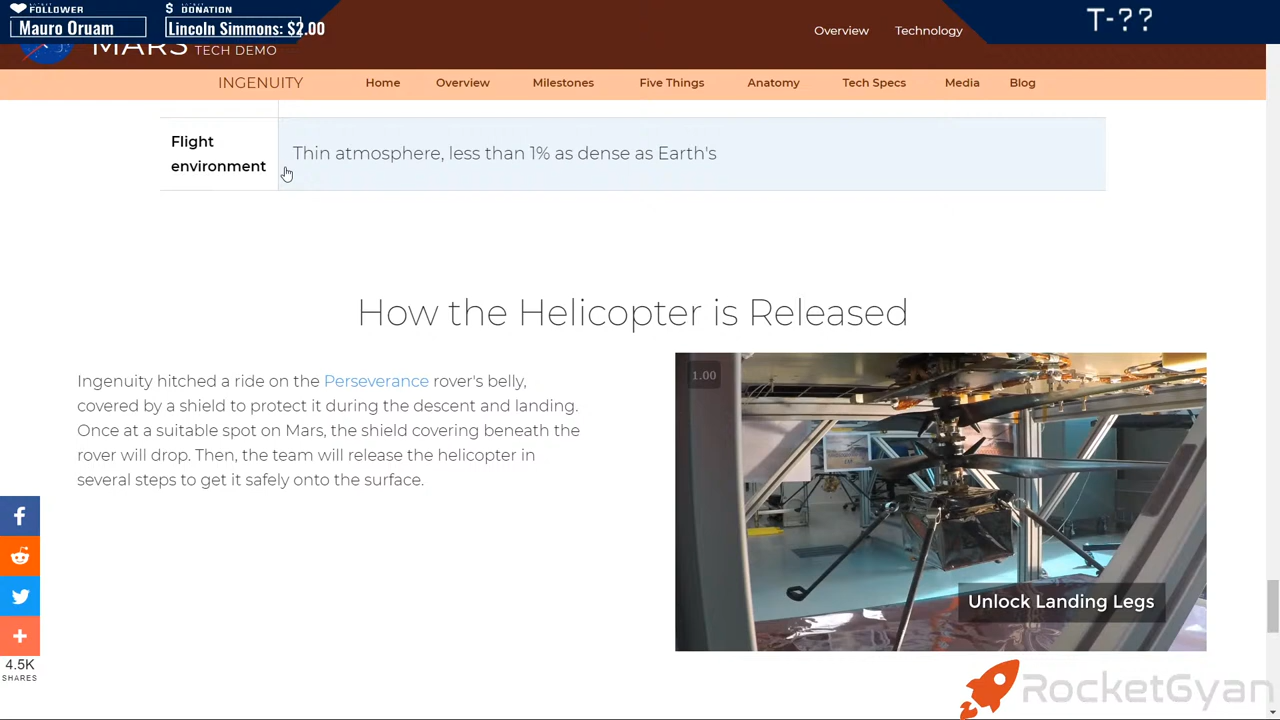 FOLLOWER
Mauro Oruam
$ DONATION
Lincoln Simmons: $2.00
T-??
MARS
TECH DEMO
Overview
Technology
INGENUITY
Home
Overview
Milestones
Five Things
Anatomy
Tech Specs
Media
Blog
Flight
environment
Thin atmosphere, less than 1% as dense as Earth's
How the Helicopter is Released
Ingenuity hitched a ride on the Perseverance rover's belly,
covered by a shield to protect it during the descent and landing.
Once at a suitable spot on Mars, the shield covering beneath the
rover will drop. Then, the team will release the helicopter in
several steps to get it safely onto the surface.
1.00
Unlock Landing Legs
4.5K
SHARES
RocketGyan